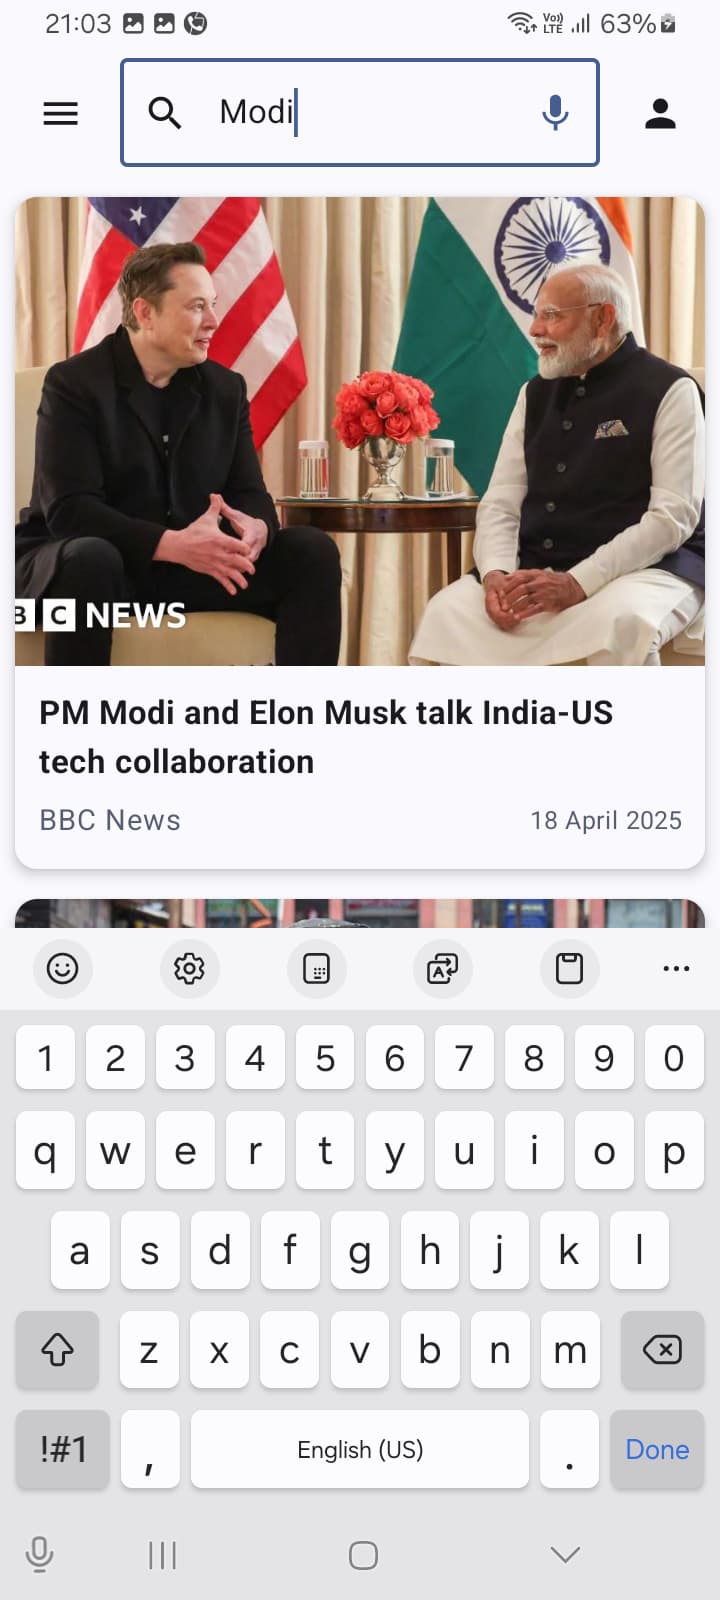 21:03 Vo)) LTE 63%
Modi
BBC NEWS
PM Modi and Elon Musk talk India-US
tech collaboration
BBC News 18 April 2025
1 2 3 4 5 6 7 8 9 0
q w e r t y u i o p
a s d f g h j k l
z x c v b n m
!#1 , English (US) . Done